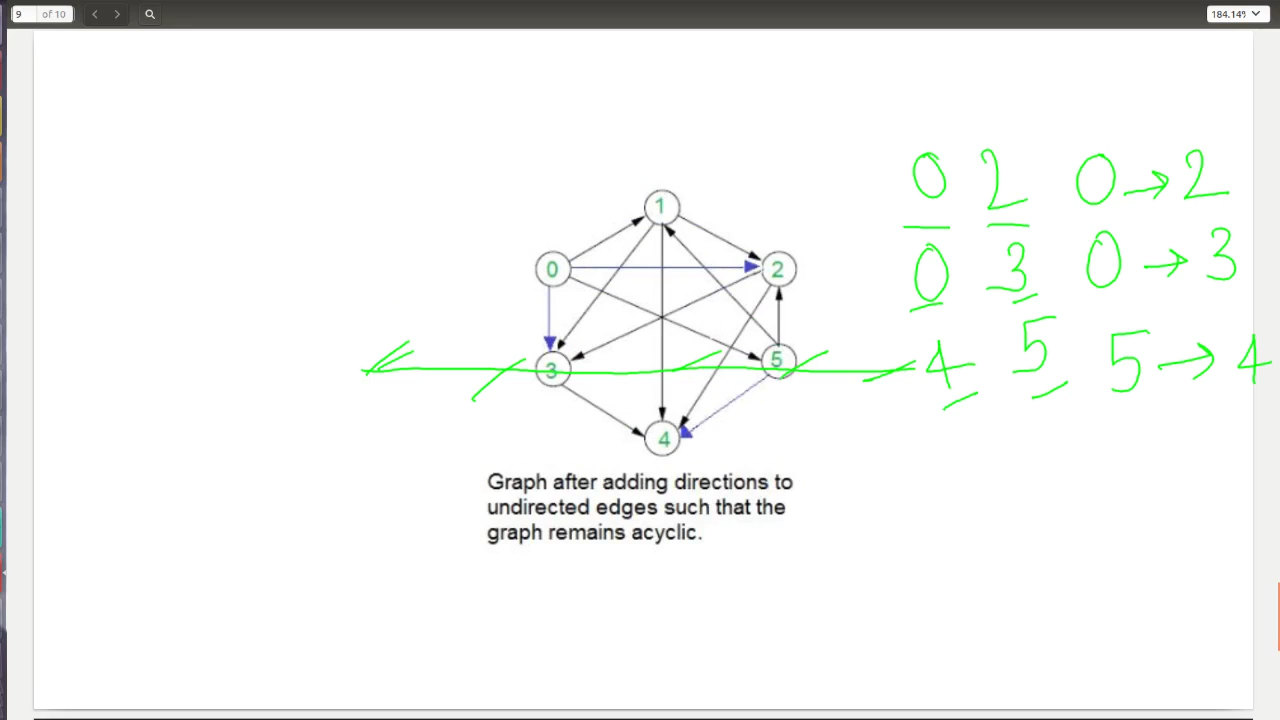 9 of 10 184.14%
0 2 0→2
1
0 3 0→3
0 2
4 5 5→4
3 5
4
Graph after adding directions to
undirected edges such that the
graph remains acyclic.